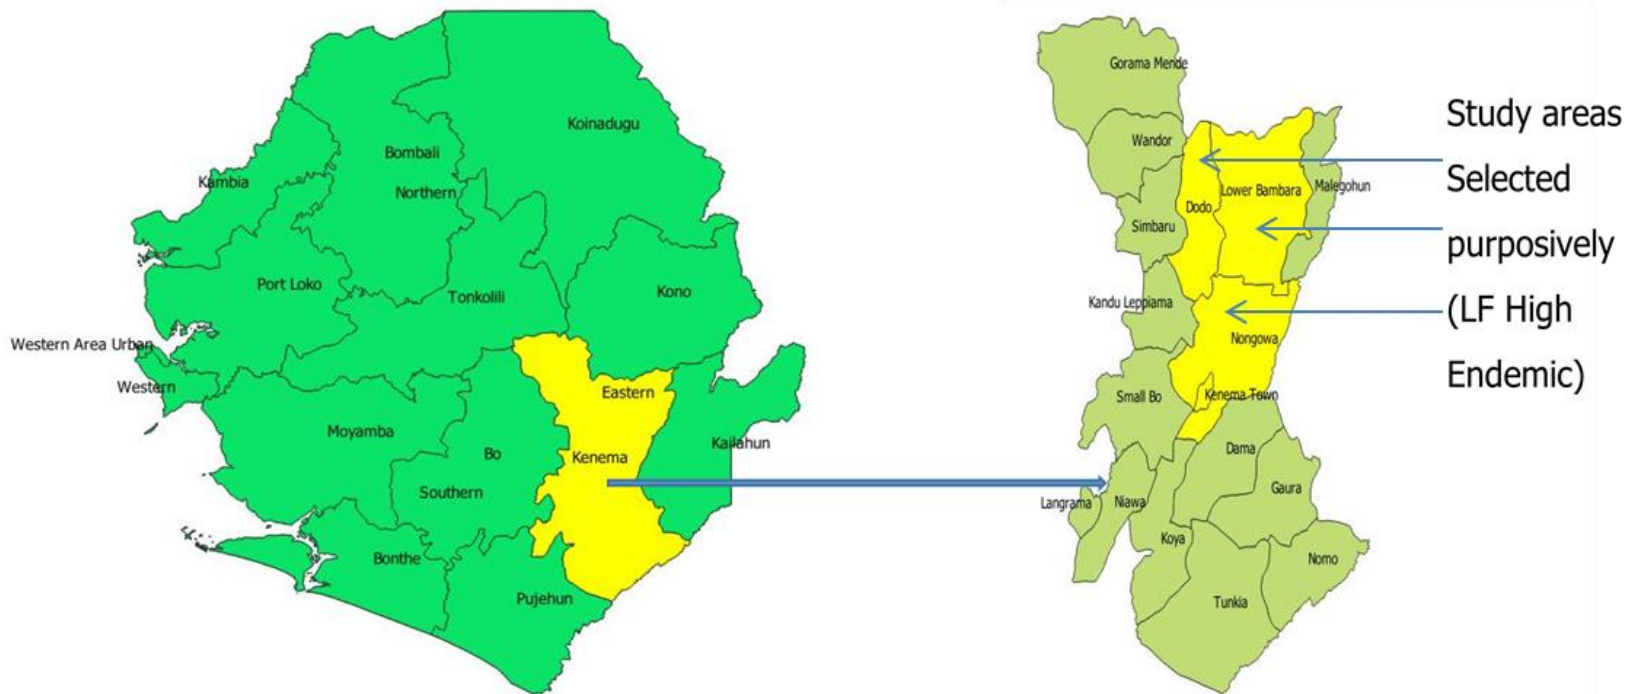 Koinadugu
Bombali
Kambia
Northern
Port Loko
Tonkolili
Kono
Western Area Urban
Western
Eastern
Moyamba
Bo
Kenema
Kailahun
Southern
Bonthe
Pujehun
Gorama Mende
Wandor
Lower Bambara
Malegohun
Dodo
Simbaru
Kandu Leppiama
Nongowa
Small Bo
Kenema Town
Dama
Gaura
Langrama
Niawa
Koya
Nomo
Tunkia
Study areas
Selected
purposively
(LF High
Endemic)